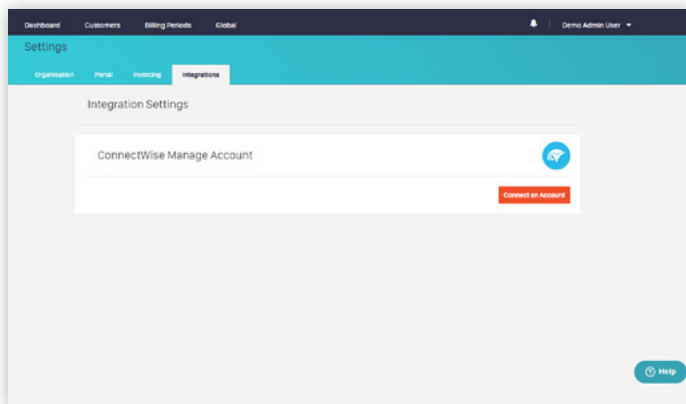 Dashboard Customers Billing Periods Global Demo Admin User
Settings
Organisation Portal Invoicing Integrations
Integration Settings
ConnectWise Manage Account
Connect an Account
Help